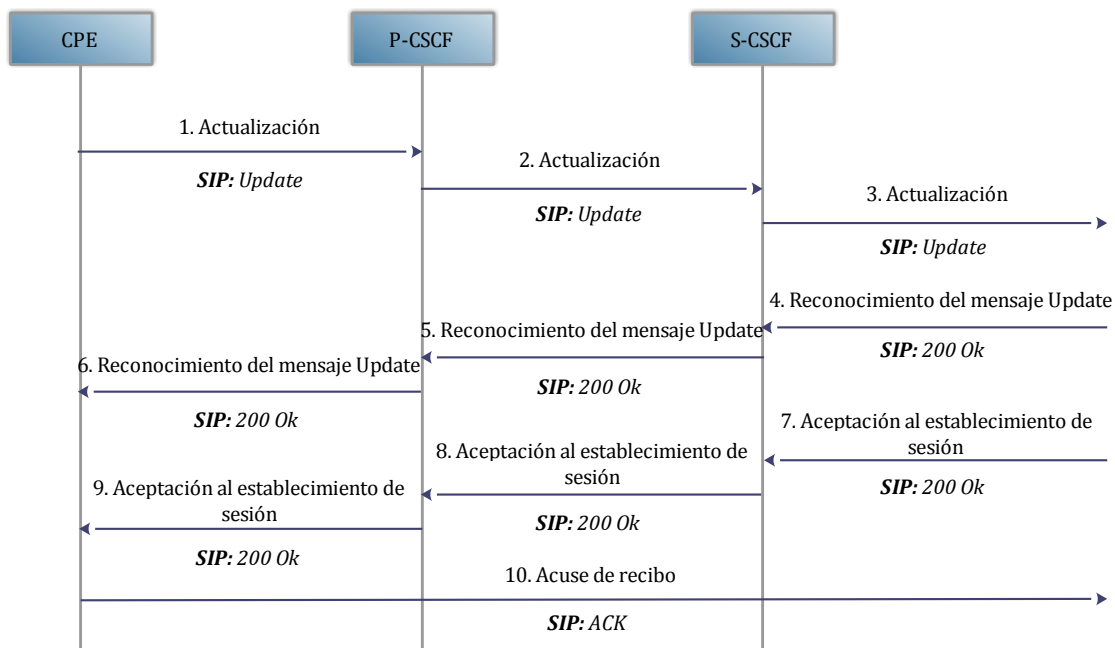 CPE
P-CSCF
S-CSCF
1. Actualización
SIP: Update
2. Actualización
SIP: Update
3. Actualización
SIP: Update
4. Reconocimiento del mensaje Update
SIP: 200 Ok
5. Reconocimiento del mensaje Update
SIP: 200 Ok
6. Reconocimiento del mensaje Update
SIP: 200 Ok
7. Aceptación al establecimiento de
sesión
SIP: 200 Ok
8. Aceptación al establecimiento de
sesión
SIP: 200 Ok
9. Aceptación al establecimiento de
sesión
SIP: 200 Ok
10. Acuse de recibo
SIP: ACK